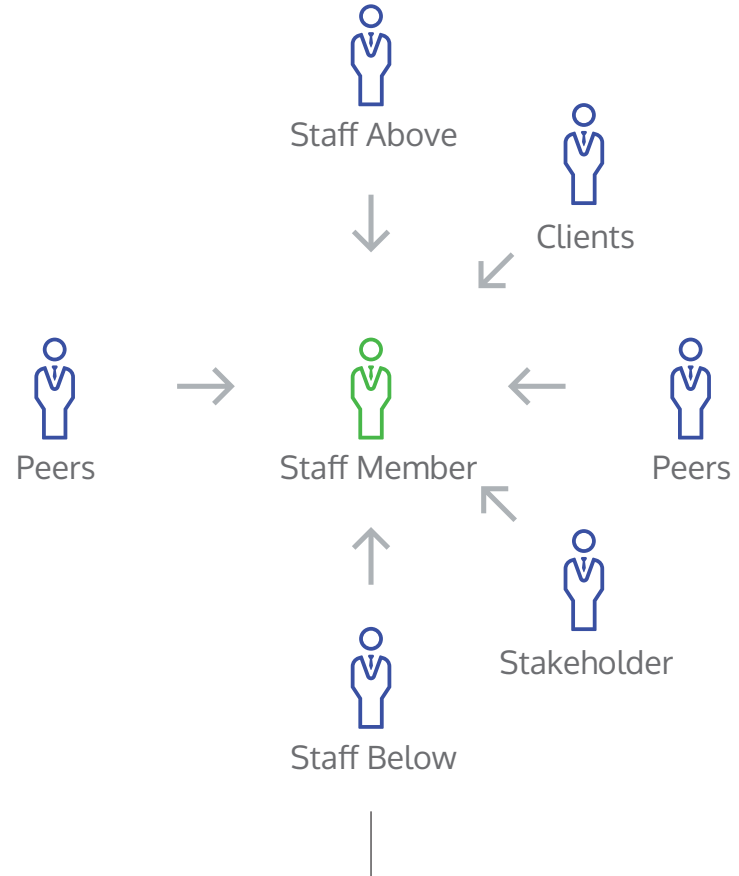 Staff Above
Clients
Peers
Staff Member
Peers
Stakeholder
Staff Below